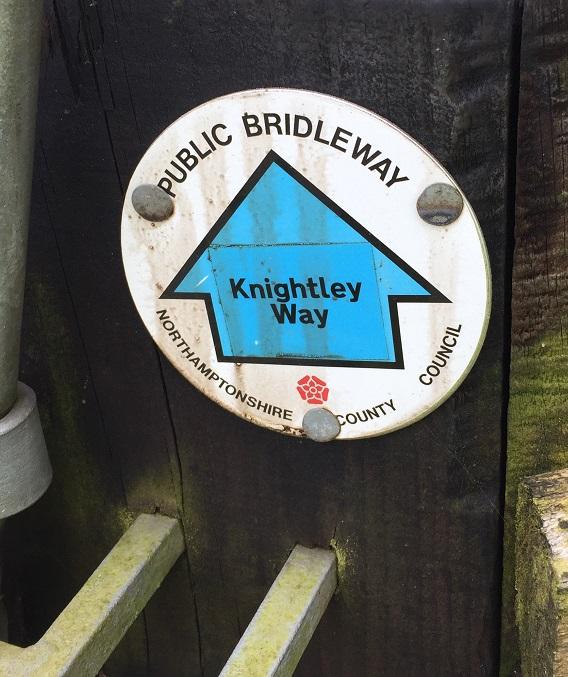 PUBLIC BRIDLEWAY
Knightley
Way
NORTHAMPTONSHIRE COUNTY COUNCIL